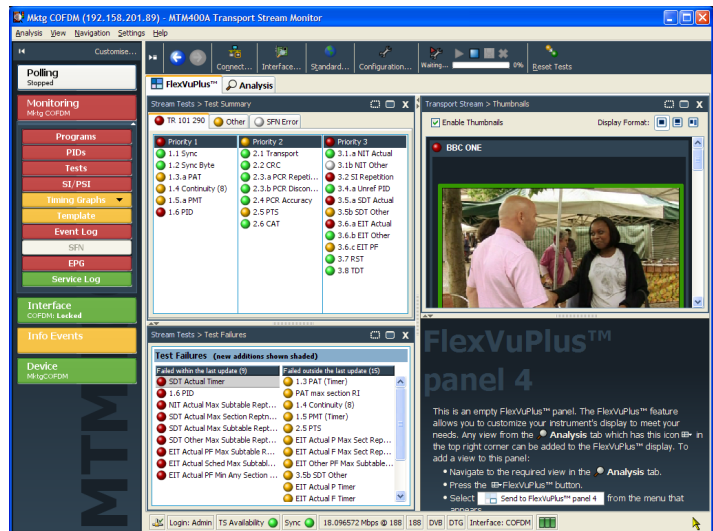 Mktg COFDM (192.158.201.89) - MTM400A Transport Stream Monitor
Analysis View Navigation Settings Help
Customise...
Connect... Interface... Standard... Configuration... Waiting... 0% Reset Tests
Polling
Stopped
Monitoring
Mktg COFDM
Programs
PIDs
Tests
SI/PSI
Timing Graphs
Template
Event Log
SFN
EPG
Service Log
Interface
COFDM: Locked
Info Events
Device
MktgCOFDM
MTM
FlexVuPlus™ Analysis
Stream Tests > Test Summary
TR 101 290 Other SFN Error
Priority 1
1.1 Sync
1.2 Sync Byte
1.3.a PAT
1.4 Continuity (8)
1.5.a PMT
1.6 PID
Priority 2
2.1 Transport
2.2 CRC
2.3.a PCR Repeti...
2.3.b PCR Discon...
2.4 PCR Accuracy
2.5 PTS
2.6 CAT
Priority 3
3.1.a NIT Actual
3.1b NIT Other
3.2 SI Repetition
3.4.a Unref PID
3.5.a SDT Actual
3.5b SDT Other
3.6.a EIT Actual
3.6.b EIT Other
3.6.c EIT PF
3.7 RST
3.8 TDT
Transport Stream > Thumbnails
Enable Thumbnails Display Format:
BBC ONE
Stream Tests > Test Failures
Test Failures (new additions shown shaded)
Failed within the last update (9)
SDT Actual Timer
1.6 PID
NIT Actual Max Subtable Rept...
SDT Actual Max Section Reptn...
SDT Actual Max Subtable Rept...
SDT Other Max Subtable Rept...
EIT Actual PF Max Subtable R...
EIT Actual Sched Max Subtabl...
EIT Actual PF Min Any Section ...
Failed outside the last update (15)
1.3 PAT (Timer)
PAT max section RI
1.4 Continuity (8)
1.5 PMT (Timer)
2.5 PTS
EIT Actual P Max Sect Rep...
EIT Actual F Max Sect Rep...
EIT Other PF Max Subtable...
3.5b SDT Other
EIT Actual P Timer
EIT Actual F Timer
FlexVuPlus™
panel 4
This is an empty FlexVuPlus™ panel. The FlexVuPlus™ feature
allows you to customize your instrument's display to meet your
needs. Any view from the Analysis tab which has this icon in
the top right corner can be added to the FlexVuPlus™ display. To
add a view to this panel:
• Navigate to the required view in the Analysis tab.
• Press the FlexVuPlus™ button.
• Select Send to FlexVuPlus™ panel 4 from the menu that
appears.
Login: Admin TS Availability Sync 18.096572 Mbps @ 188 188 DVB DTG Interface: COFDM